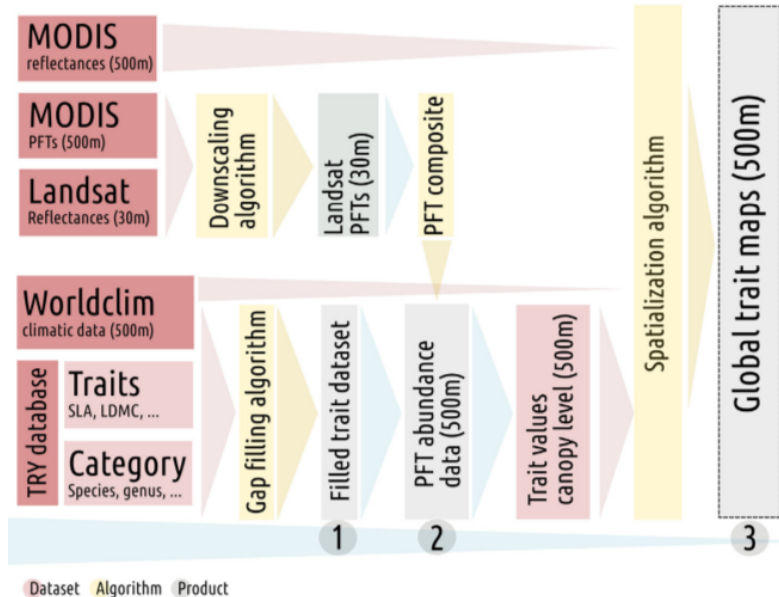 MODIS
reflectances (500m)
MODIS
PFTs (500m)
Landsat
Reflectances (30m)
Downscaling
algorithm
Landsat
PFTs (30m)
PFT composite
Worldclim
climatic data (500m)
TRY database
Traits
SLA, LDMC, ...
Category
Species, genus, ...
Gap filling algorithm
Filled trait dataset
PFT abundance
data (500m)
Trait values
canopy level (500m)
Spatialization algorithm
Global trait maps (500m)
1
2
3
Dataset Algorithm Product